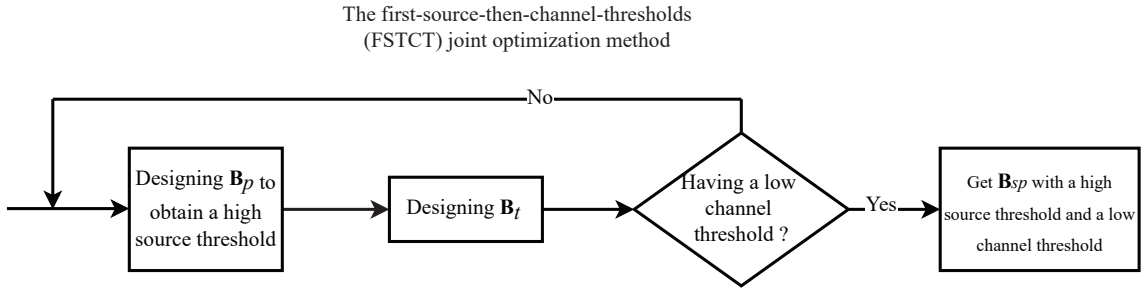 The first-source-then-channel-thresholds
(FSTCT) joint optimization method
No
Designing Bp to
obtain a high
source threshold
Designing Bt
Having a low
channel
threshold ?
Yes
Get Bsp with a high
source threshold and a low
channel threshold